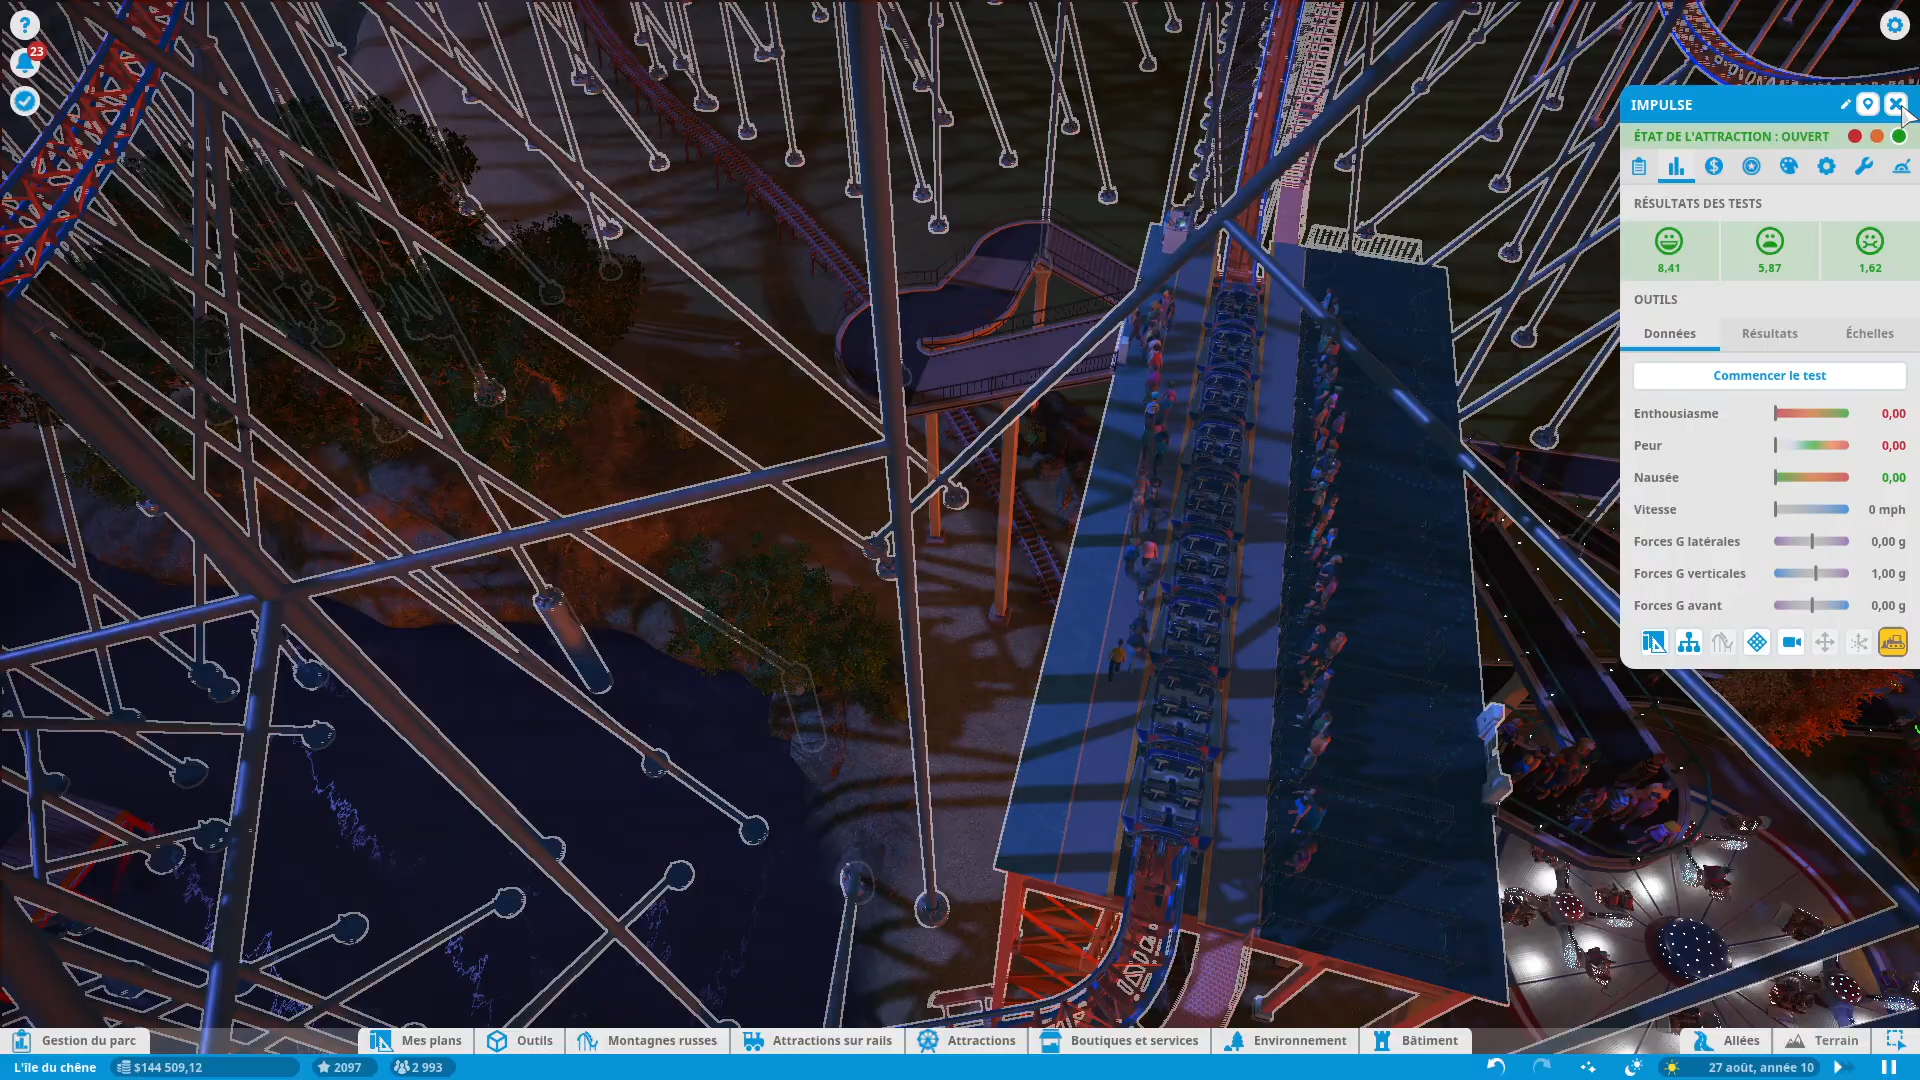 ?
23
IMPULSE
ÉTAT DE L'ATTRACTION : OUVERT
RÉSULTATS DES TESTS
8,41
5,87
1,62
OUTILS
Données
Résultats
Échelles
Commencer le test
Enthousiasme 0,00
Peur 0,00
Nausée 0,00
Vitesse 0 mph
Forces G latérales 0,00 g
Forces G verticales 1,00 g
Forces G avant 0,00 g
Gestion du parc
Mes plans
Outils
Montagnes russes
Attractions sur rails
Attractions
Boutiques et services
Environnement
Bâtiment
Allées
Terrain
L'île du chêne
$144 509,12
2097
2 993
27 août, année 10